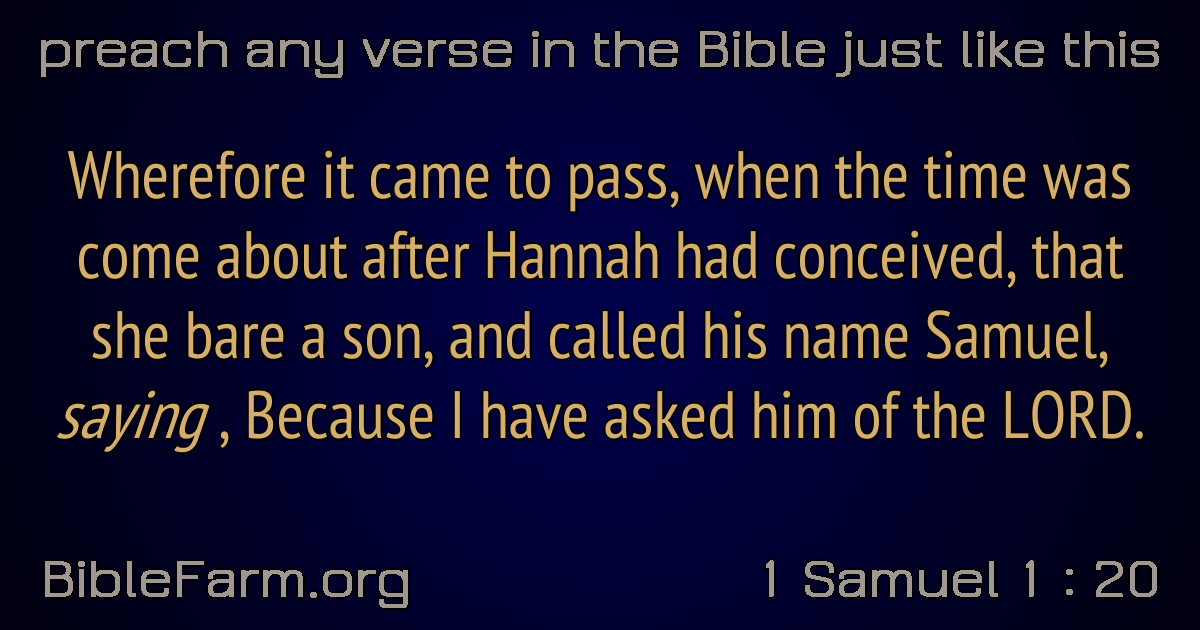 preach any verse in the Bible just like this
Wherefore it came to pass, when the time was
come about after Hannah had conceived, that
she bare a son, and called his name Samuel,
saying , Because I have asked him of the LORD.
BibleFarm.org
1 Samuel 1 : 20